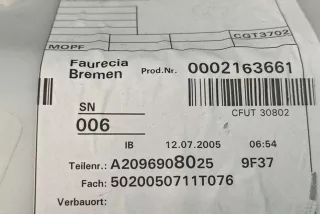 CGT3702
MOPF
Faurecia
Bremen Prod.Nr. 0002163661
SN
006
CFUT 30802
IB 12.07.2005 06:54
Teilenr.: A2096908025 9F37
Fach: 5020050711T076
Verbauort: